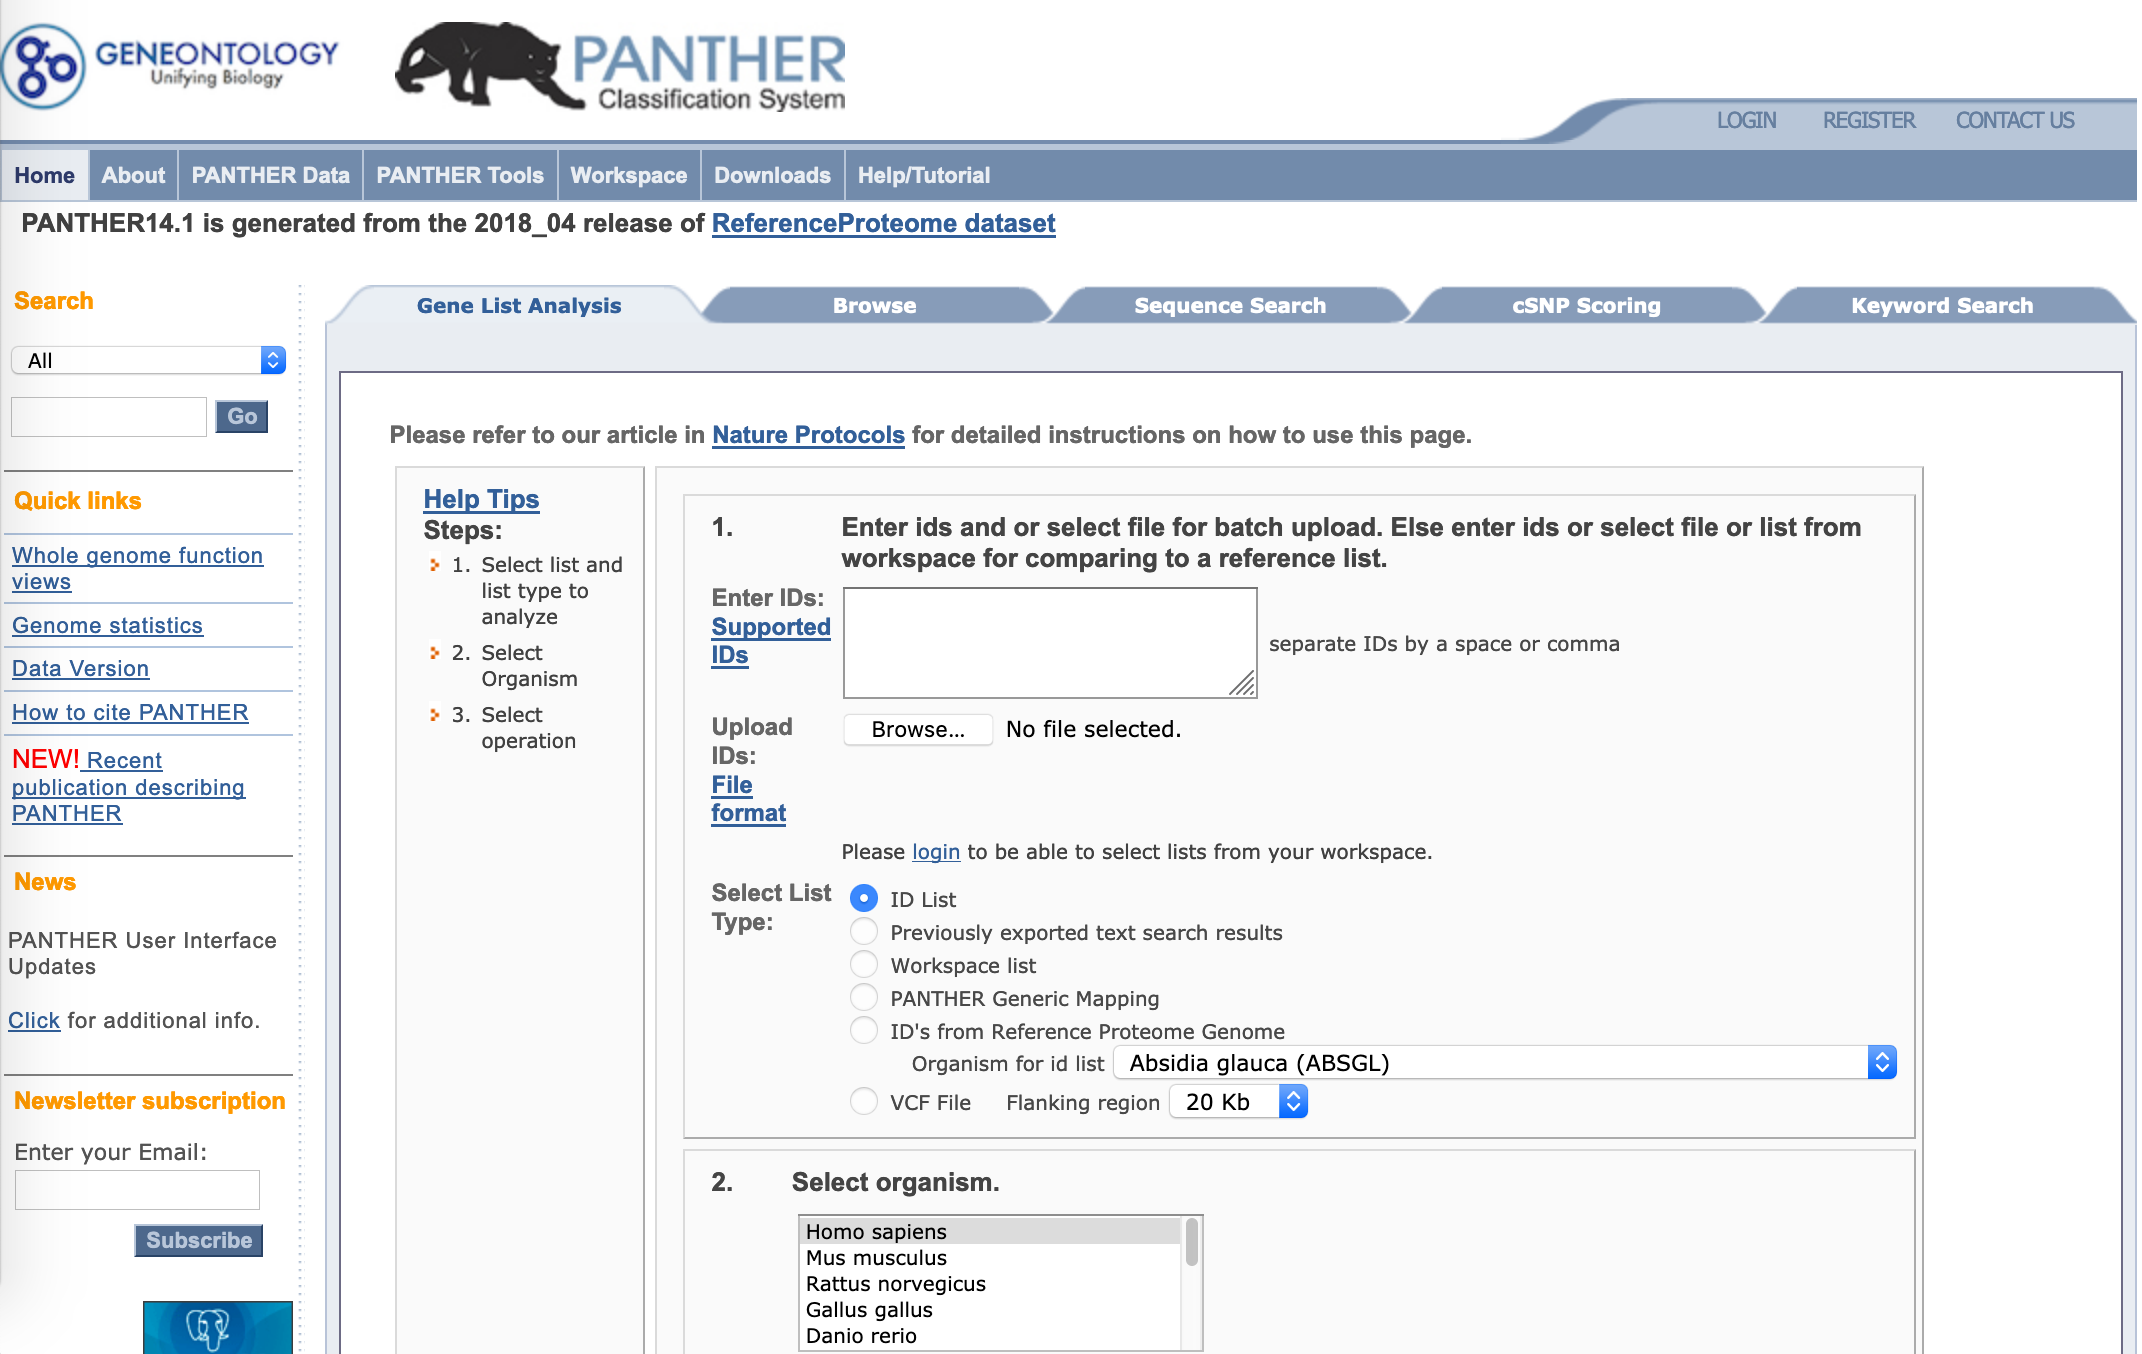 GENEONTOLOGY
Unifying Biology
PANTHER
Classification System
LOGIN REGISTER CONTACT US
Home About PANTHER Data PANTHER Tools Workspace Downloads Help/Tutorial
PANTHER14.1 is generated from the 2018_04 release of ReferenceProteome dataset
Search
All
Go
Quick links
Whole genome function
views
Genome statistics
Data Version
How to cite PANTHER
NEW! Recent
publication describing
PANTHER
News
PANTHER User Interface
Updates
Click for additional info.
Newsletter subscription
Enter your Email:
Subscribe
Gene List Analysis Browse Sequence Search cSNP Scoring Keyword Search
Please refer to our article in Nature Protocols for detailed instructions on how to use this page.
Help Tips
Steps:
1. Select list and
list type to
analyze
2. Select
Organism
3. Select
operation
1. Enter ids and or select file for batch upload. Else enter ids or select file or list from
workspace for comparing to a reference list.
Enter IDs:
Supported
IDs
separate IDs by a space or comma
Upload
IDs:
File
format
Browse... No file selected.
Please login to be able to select lists from your workspace.
Select List
Type:
ID List
Previously exported text search results
Workspace list
PANTHER Generic Mapping
ID's from Reference Proteome Genome
Organism for id list Absidia glauca (ABSGL)
VCF File Flanking region 20 Kb
2. Select organism.
Homo sapiens
Mus musculus
Rattus norvegicus
Gallus gallus
Danio rerio